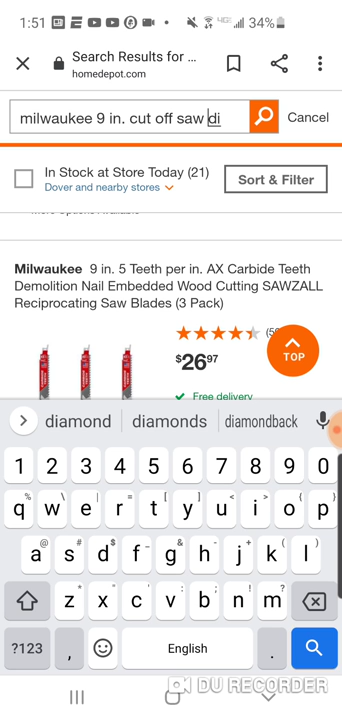 1:51 34%
Search Results for ...
homedepot.com
milwaukee 9 in. cut off saw di
Cancel
In Stock at Store Today (21)
Dover and nearby stores
Sort & Filter
More Options Available
Milwaukee 9 in. 5 Teeth per in. AX Carbide Teeth
Demolition Nail Embedded Wood Cutting SAWZALL
Reciprocating Saw Blades (3 Pack)
$26 97
TOP
Free delivery
diamond diamonds diamondback
1 2 3 4 5 6 7 8 9 0
q w e r t y u i o p
a s d f g h j k l
z x c v b n m
?123 , English .
DU RECORDER